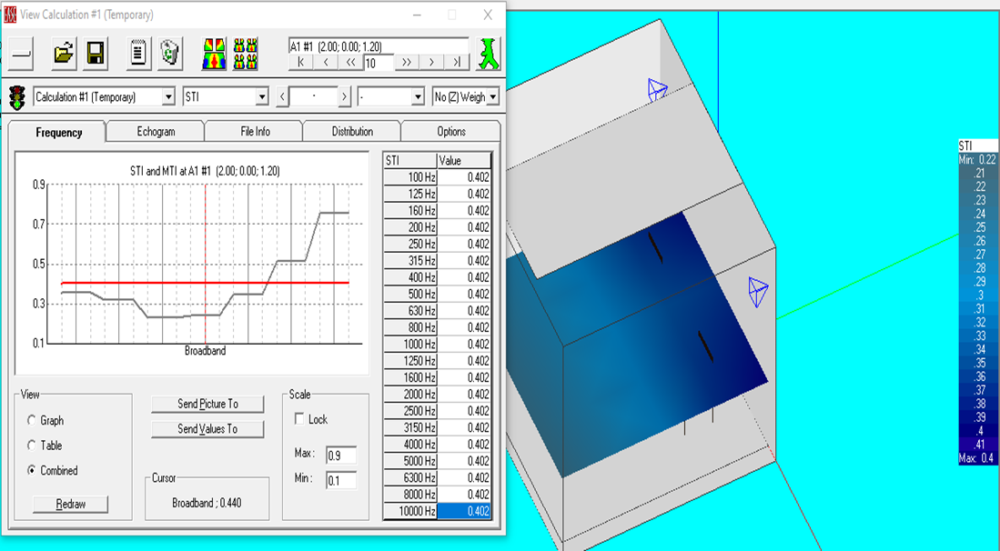 EASE View Calculation #1 (Temporary)
A1 #1 (2.00; 0.00; 1.20)
|< < << 10 >> > >|
Calculation #1 (Temporary) STI < - > - No (Z) Weigh
Frequency Echogram File Info Distribution Options
STI and MTI at A1 #1 (2.00; 0.00; 1.20)
0.9
0.7
0.5
0.3
0.1
Broadband
STI Value
100 Hz 0.402
125 Hz 0.402
160 Hz 0.402
200 Hz 0.402
250 Hz 0.402
315 Hz 0.402
400 Hz 0.402
500 Hz 0.402
630 Hz 0.402
800 Hz 0.402
1000 Hz 0.402
1250 Hz 0.402
1600 Hz 0.402
2000 Hz 0.402
2500 Hz 0.402
3150 Hz 0.402
4000 Hz 0.402
5000 Hz 0.402
6300 Hz 0.402
8000 Hz 0.402
10000 Hz 0.402
View
Graph
Table
Combined
Redraw
Send Picture To
Send Values To
Cursor
Broadband ; 0.440
Scale
Lock
Max : 0.9
Min : 0.1
STI
Min: 0.22
.21
.22
.23
.24
.25
.26
.27
.28
.29
.3
.31
.32
.33
.34
.35
.36
.37
.38
.39
.4
.41
Max: 0.4